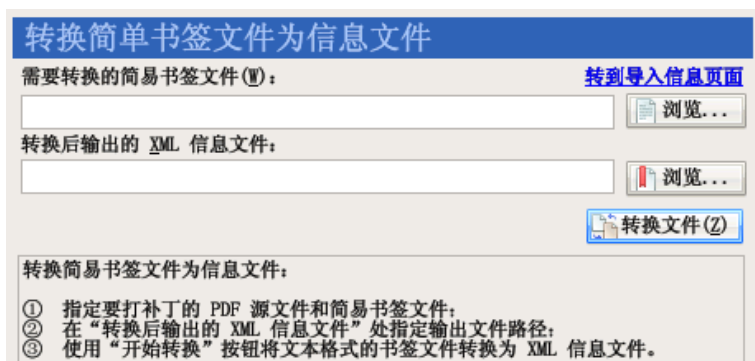 转换简单书签文件为信息文件
需要转换的简易书签文件(W): 转到导入信息页面
浏览...
转换后输出的 XML 信息文件:
浏览...
转换文件(Z)
转换简易书签文件为信息文件:
① 指定要打补丁的 PDF 源文件和简易书签文件;
② 在“转换后输出的 XML 信息文件”处指定输出文件路径;
③ 使用“开始转换”按钮将文本格式的书签文件转换为 XML 信息文件。